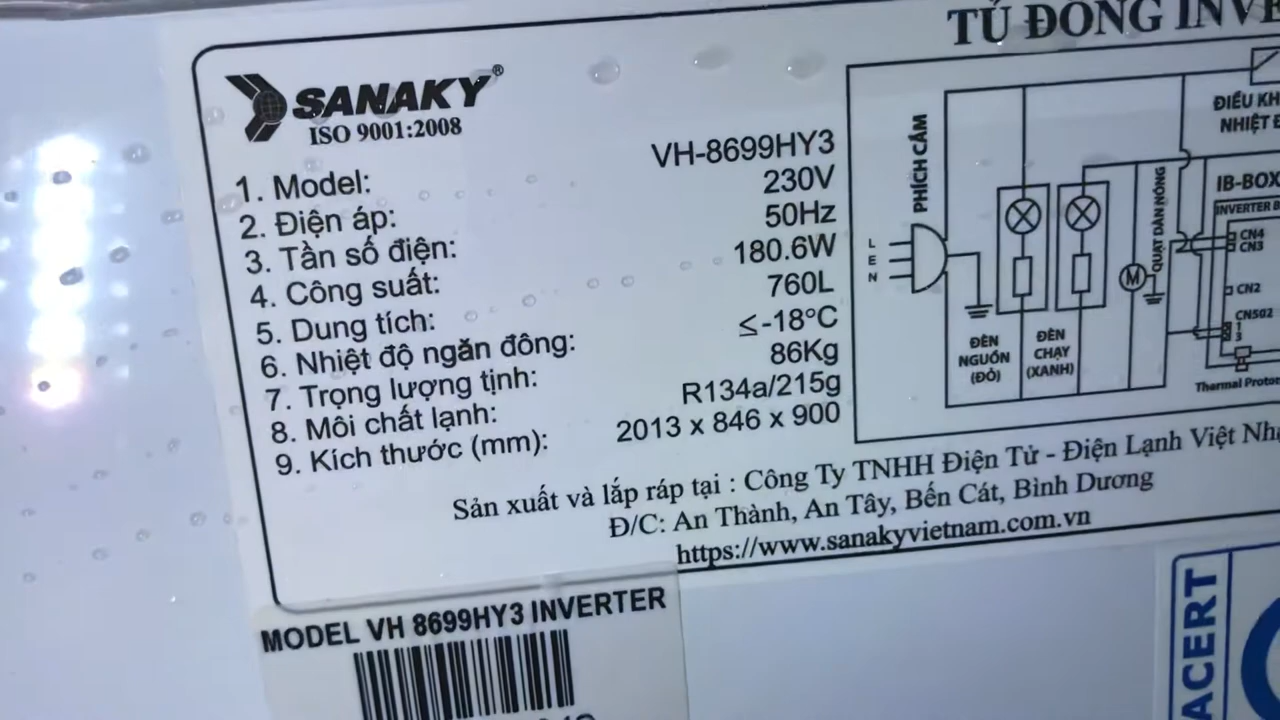 TỦ ĐÔNG
SANAKY®
ISO 9001:2008
1. Model: VH-8699HY3
2. Điện áp: 230V
3. Tần số điện: 50Hz
4. Công suất: 180.6W
5. Dung tích: 760L
6. Nhiệt độ ngăn đông: ≤-18°C
7. Trọng lượng tịnh: 86Kg
8. Môi chất lạnh: R134a/215g
9. Kích thước (mm): 2013 x 846 x 900
PHÍCH CẮM
L
E
N
ĐÈN
NGUỒN
(ĐỎ)
ĐÈN
CHẠY
(XANH)
M
QUẠT DÀN NÓNG
ĐIỀU
NHIỆT
IB-BOX
INVERTER
CN4
CN3
CN2
CN502
1
3
Thermal
Sản xuất và lắp ráp tại : Công Ty TNHH Điện Tử - Điện Lạnh Việt
Đ/C: An Thành, An Tây, Bến Cát, Bình Dương
https://www.sanakyvietnam.com.vn
MODEL VH 8699HY3 INVERTER
ACERT